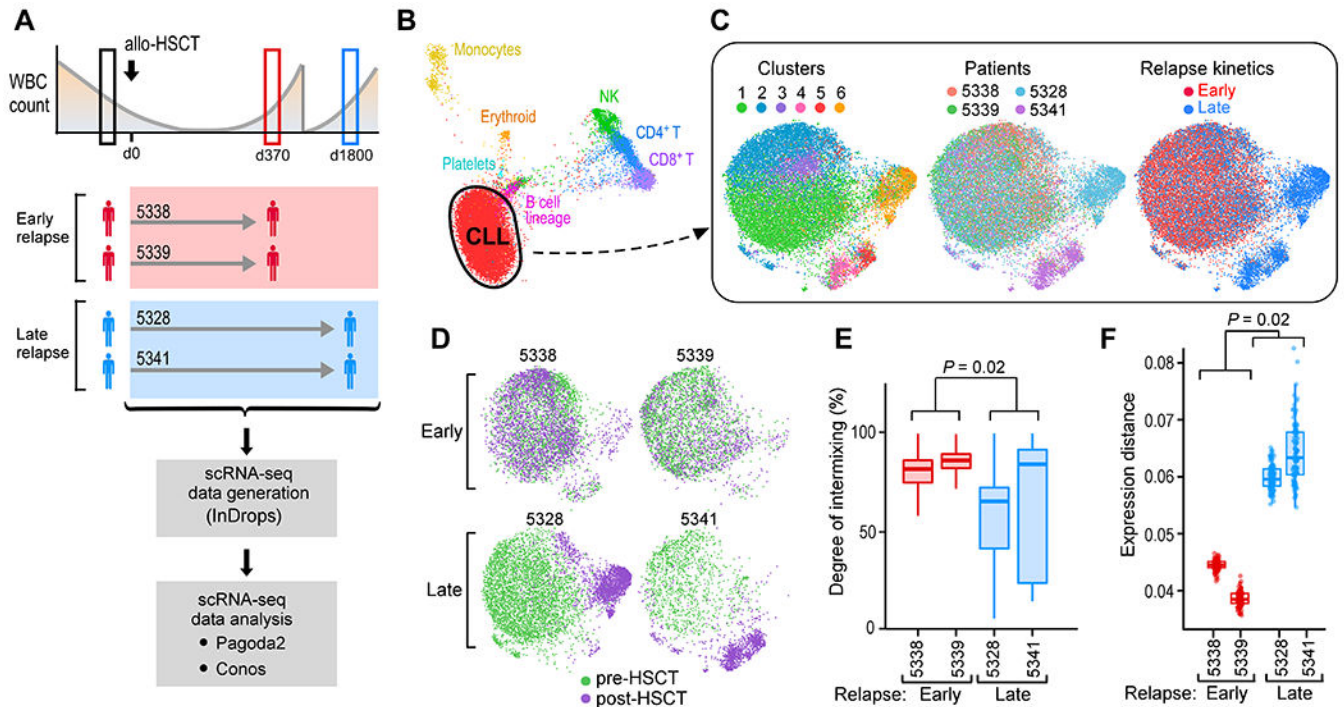 A
allo-HSCT
WBC
count
d0
d370
d1800
Early
relapse
5338
5339
Late
relapse
5328
5341
scRNA-seq
data generation
(InDrops)
scRNA-seq
data analysis
• Pagoda2
• Conos
B
Monocytes
Erythroid
Platelets
NK
CD4⁺ T
CD8⁺ T
B cell
lineage
CLL
C
Clusters
1 2 3 4 5 6
Patients
5338 5328
5339 5341
Relapse kinetics
Early
Late
D
5338 5339
Early
5328 5341
Late
pre-HSCT
post-HSCT
E
P = 0.02
Degree of intermixing (%)
100
50
0
5338
5339
5328
5341
Relapse: Early Late
F
P = 0.02
Expression distance
0.08
0.07
0.06
0.05
0.04
5338
5339
5328
5341
Relapse: Early Late